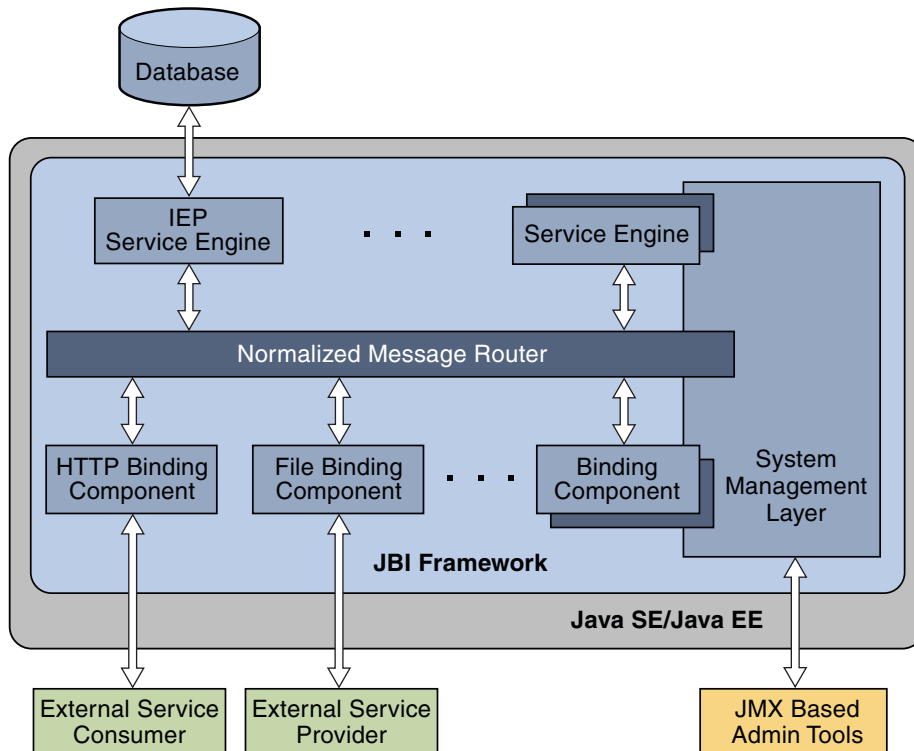 Database
IEP
Service Engine
. . .
Service Engine
Normalized Message Router
HTTP Binding
Component
File Binding
Component
. . .
Binding
Component
System
Management
Layer
JBI Framework
Java SE/Java EE
External Service
Consumer
External Service
Provider
JMX Based
Admin Tools